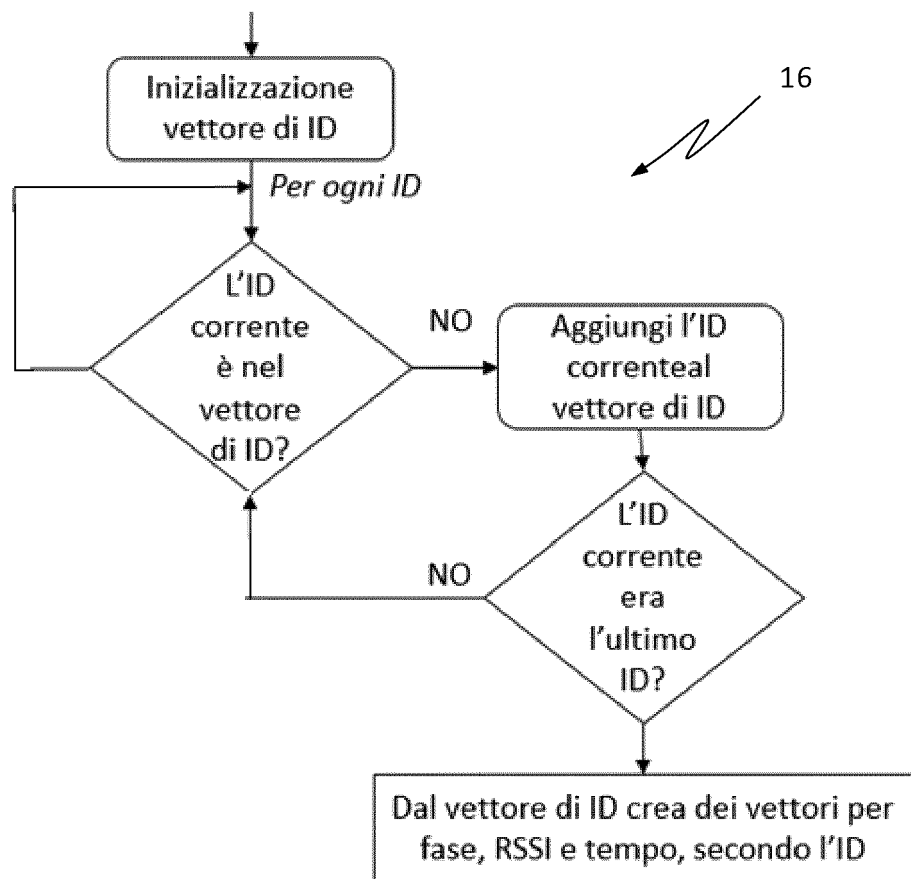 Inizializzazione
vettore di ID
16
Per ogni ID
L'ID
corrente
è nel
vettore
di ID?
NO
Aggiungi l'ID
correnteal
vettore di ID
L'ID
corrente
era
l'ultimo
ID?
NO
Dal vettore di ID crea dei vettori per
fase, RSSI e tempo, secondo l'ID